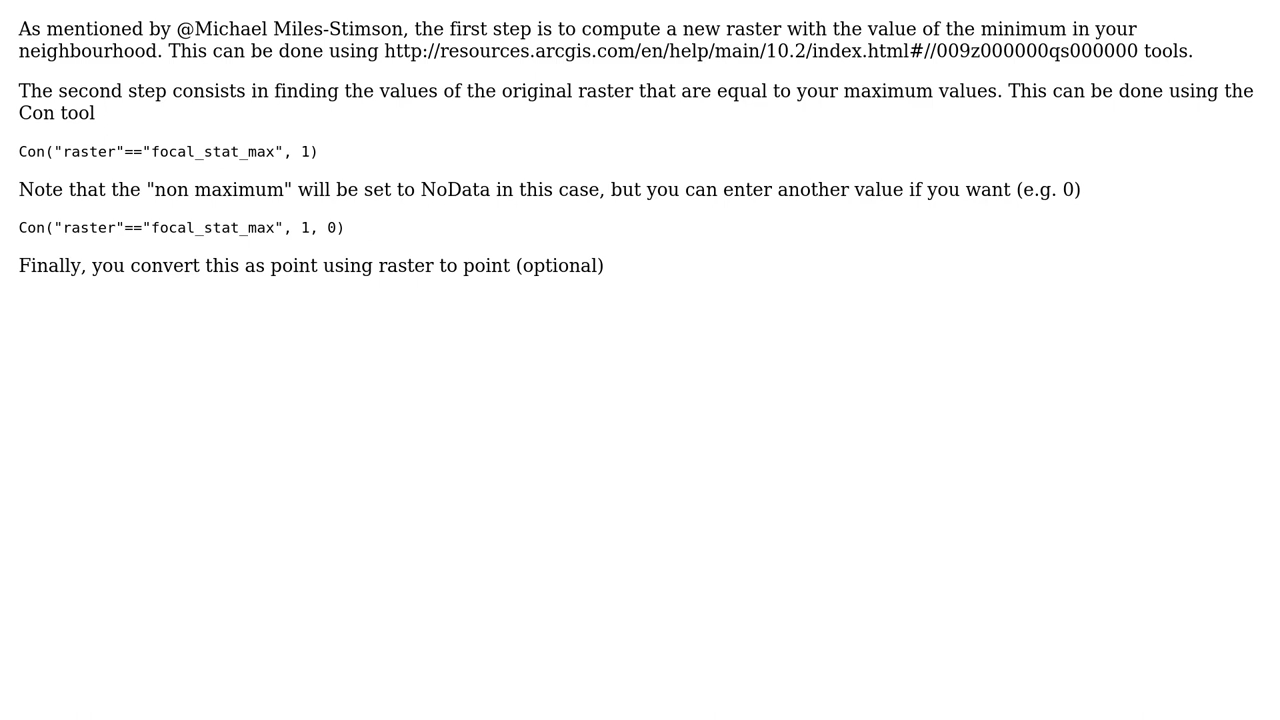 As mentioned by @Michael Miles-Stimson, the first step is to compute a new raster with the value of the minimum in your
neighbourhood. This can be done using http://resources.arcgis.com/en/help/main/10.2/index.html#//009z000000qs000000 tools.
The second step consists in finding the values of the original raster that are equal to your maximum values. This can be done using the
Con tool
Con("raster"=="focal_stat_max", 1)
Note that the "non maximum" will be set to NoData in this case, but you can enter another value if you want (e.g. 0)
Con("raster"=="focal_stat_max", 1, 0)
Finally, you convert this as point using raster to point (optional)